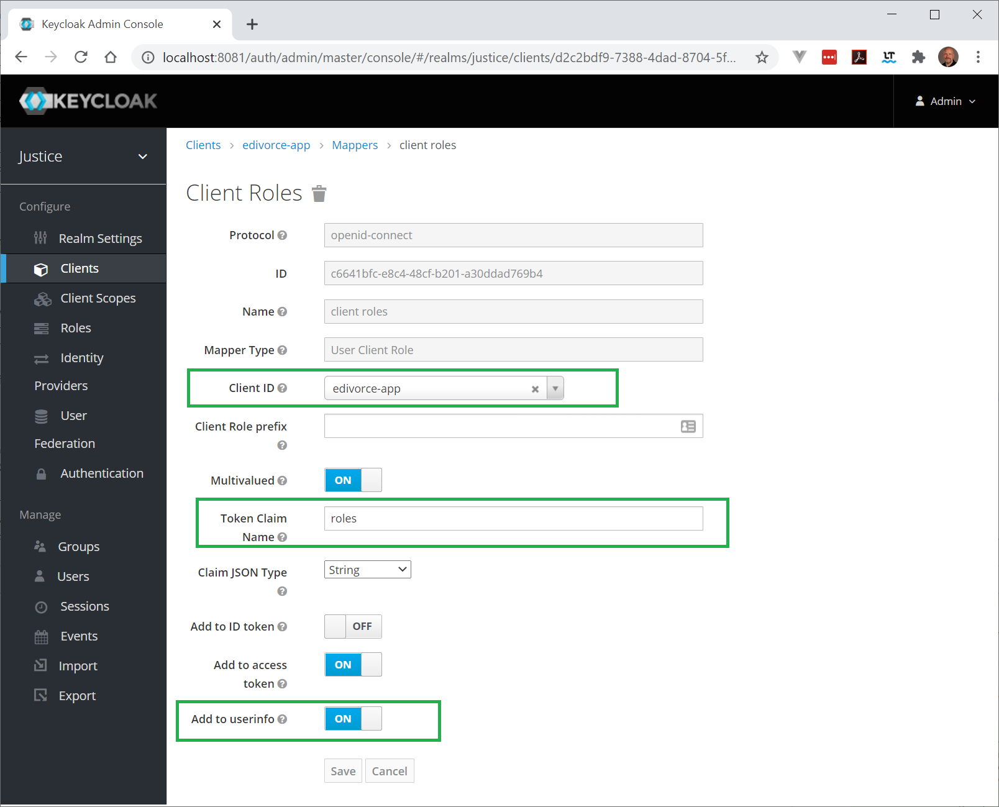 Keycloak Admin Console
localhost:8081/auth/admin/master/console/#/realms/justice/clients/d2c2bdf9-7388-4dad-8704-5f...
LT
KEYCLOAK
Admin
Justice
Clients
edivorce-app
Mappers
client roles
Client Roles
Configure
Realm Settings
Clients
Client Scopes
Roles
Identity
Providers
User
Federation
Authentication
Manage
Groups
Users
Sessions
Events
Import
Export
Protocol
openid-connect
ID
c6641bfc-e8c4-48cf-b201-a30ddad769b4
Name
client roles
Mapper Type
User Client Role
Client ID
edivorce-app
Client Role prefix
Multivalued
ON
Token Claim
Name
roles
Claim JSON Type
String
Add to ID token
OFF
Add to access
token
ON
Add to userinfo
ON
Save
Cancel